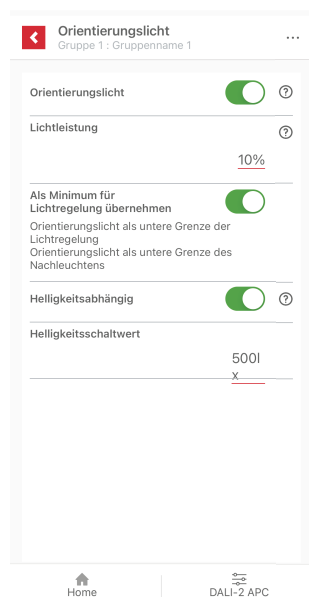 Orientierungslicht
Gruppe 1 : Gruppenname 1
Orientierungslicht
Lichtleistung
10%
Als Minimum für
Lichtregelung übernehmen
Orientierungslicht als untere Grenze der
Lichtregelung
Orientierungslicht als untere Grenze des
Nachleuchtens
Helligkeitsabhängig
Helligkeitsschaltwert
500l
x
Home
DALI-2 APC